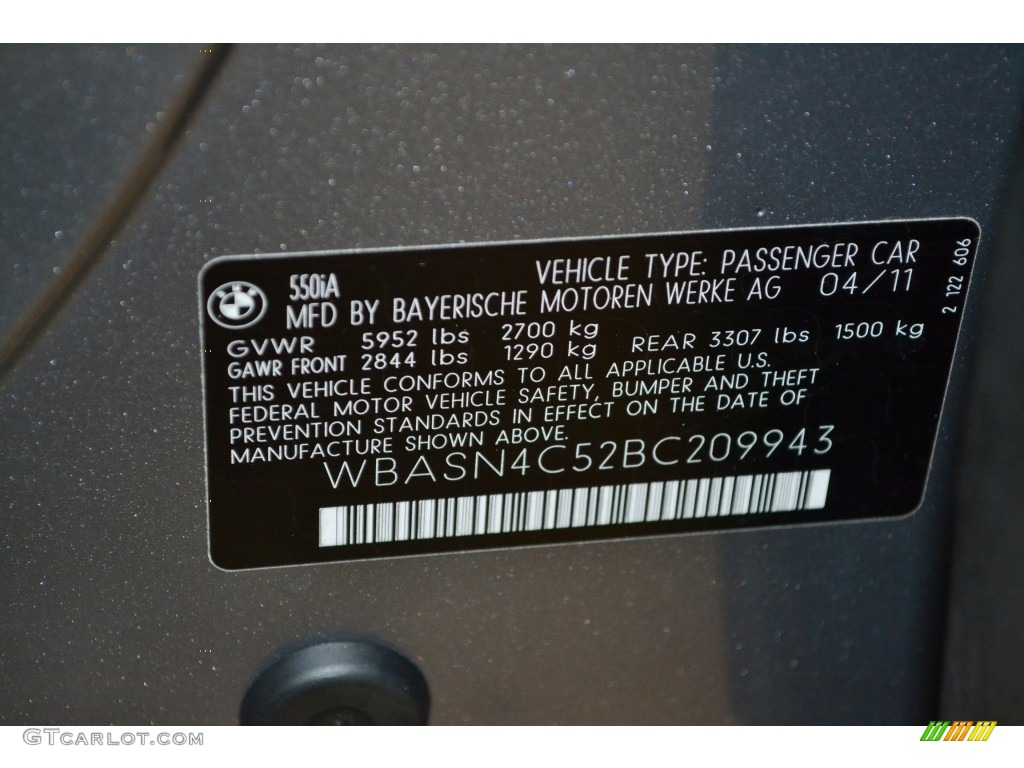 BMW
550iA
VEHICLE TYPE: PASSENGER CAR
MFD BY BAYERISCHE MOTOREN WERKE AG 04/11
GVWR 5952 lbs 2700 kg
GAWR FRONT 2844 lbs 1290 kg REAR 3307 lbs 1500 kg
THIS VEHICLE CONFORMS TO ALL APPLICABLE U.S.
FEDERAL MOTOR VEHICLE SAFETY, BUMPER AND THEFT
PREVENTION STANDARDS IN EFFECT ON THE DATE OF
MANUFACTURE SHOWN ABOVE.
WBASN4C52BC209943
2 122 606
GTCARLOT.COM